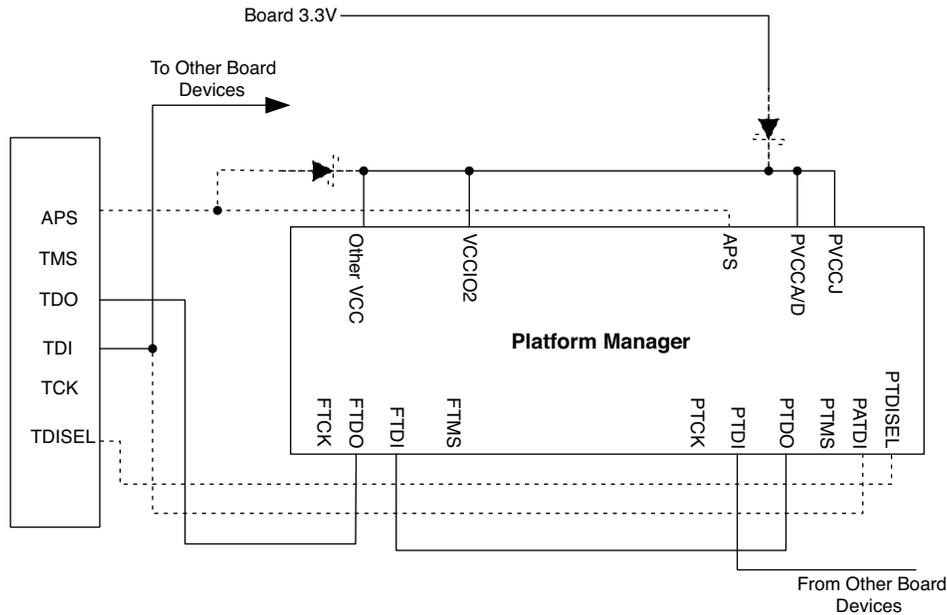 Board 3.3V
To Other Board
Devices
APS
TMS
TDO
TDI
TCK
TDISEL
Other VCC
VCCIO2
APS
PVCCA/D
PVCCJ
Platform Manager
FTCK
FTDO
FTDI
FTMS
PTCK
PTDI
PTDO
PTMS
PATDI
PTDISEL
From Other Board
Devices